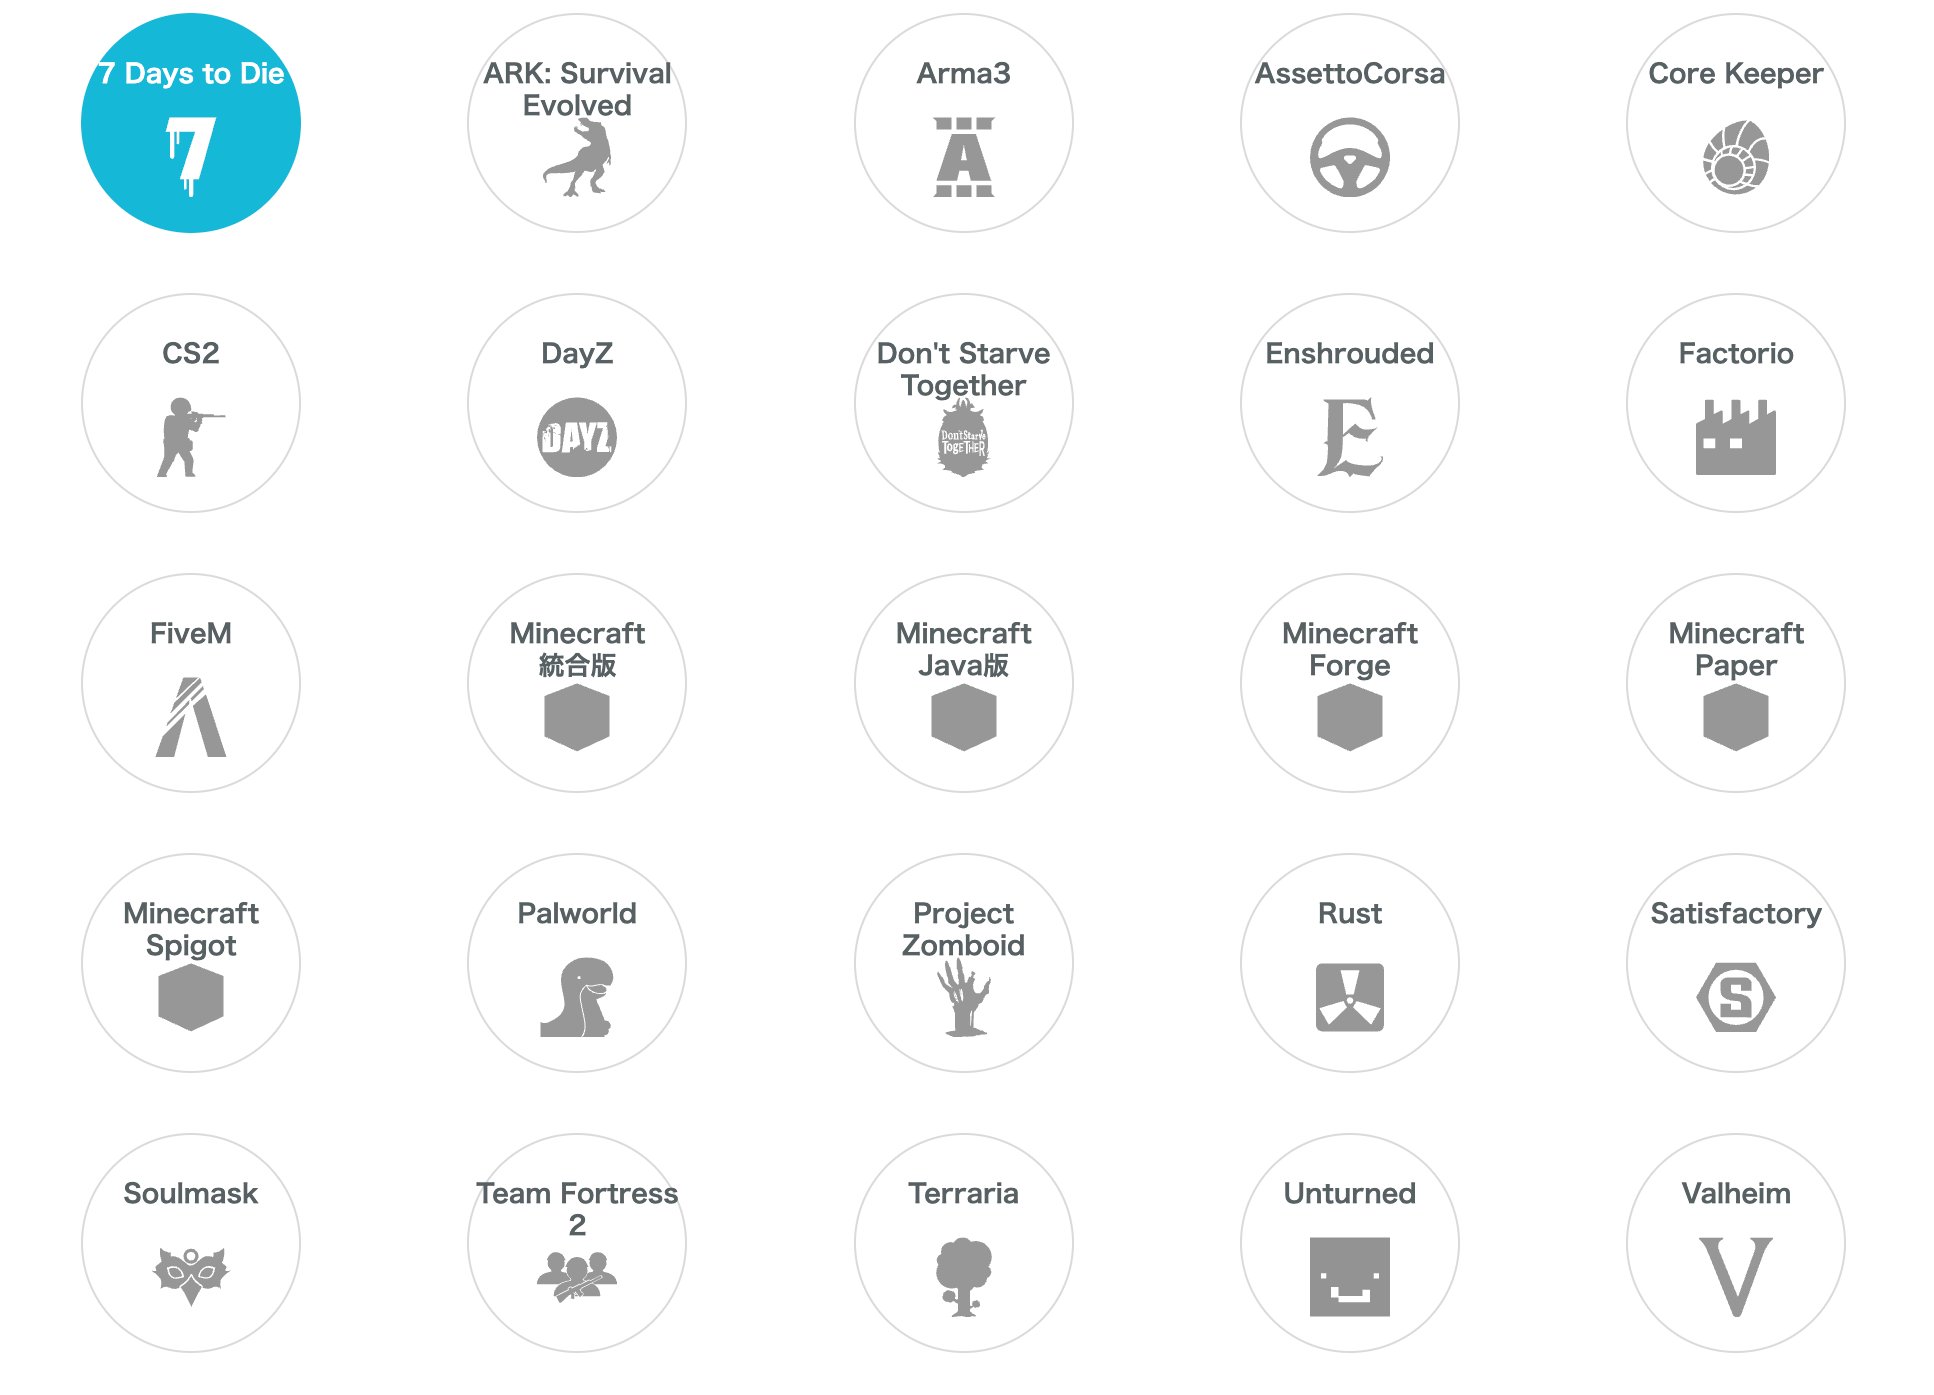 7 Days to Die
ARK: Survival
Evolved
Arma3
A
AssettoCorsa
Core Keeper
7
CS2
DayZ
DAYZ
Don't Starve
Together
Don't Starve
TOGETHER
Enshrouded
E
Factorio
FiveM
Minecraft
統合版
Minecraft
Java版
Minecraft
Forge
Minecraft
Paper
Minecraft
Spigot
Palworld
Project
Zomboid
Rust
Satisfactory
S
Soulmask
Team Fortress
2
Terraria
Unturned
Valheim
V